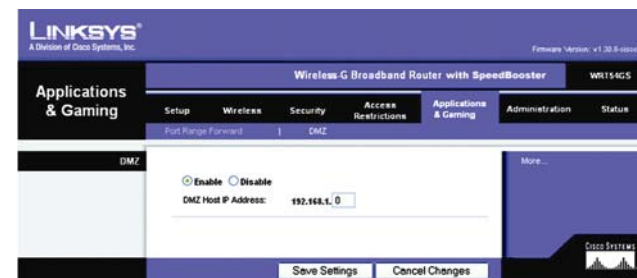 LINKSYS®
A Division of Cisco Systems, Inc.
Firmware Version: v1.30.8-cisco
Applications & Gaming
Wireless-G Broadband Router with SpeedBooster
WRT54GS
Setup
Wireless
Security
Access Restrictions
Applications & Gaming
Administration
Status
Port Range Forward | DMZ
DMZ
Enable Disable
More...
DMZ Host IP Address: 192.168.1. 0
Save Settings
Cancel Changes
CISCO SYSTEMS